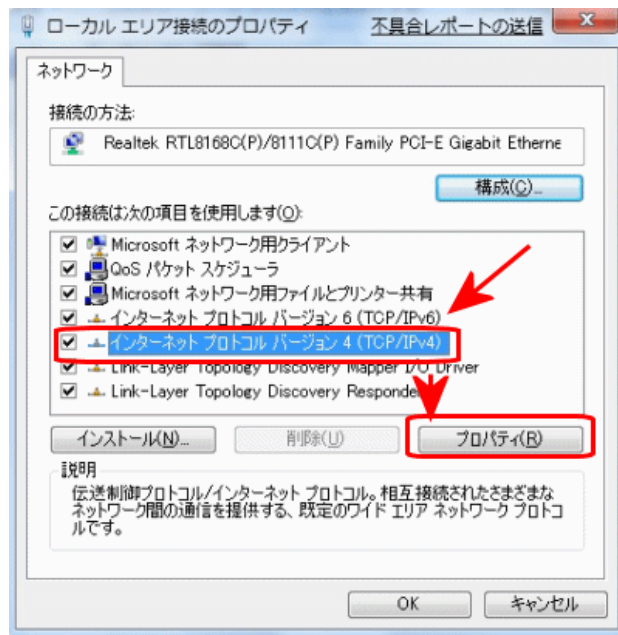 ローカル エリア接続のプロパティ 不具合レポートの送信
ネットワーク
接続の方法:
Realtek RTL8168C(P)/8111C(P) Family PCI-E Gigabit Etherne
構成(C)...
この接続は次の項目を使用します(O):
Microsoft ネットワーク用クライアント
QoS パケット スケジューラ
Microsoft ネットワーク用ファイルとプリンター共有
インターネット プロトコル バージョン 6 (TCP/IPv6)
インターネット プロトコル バージョン 4 (TCP/IPv4)
Link-Layer Topology Discovery Mapper I/O Driver
Link-Layer Topology Discovery Responde
インストール(N)... 削除(U) プロパティ(R)
説明
伝送制御プロトコル/インターネット プロトコル。相互接続されたさまざまな
ネットワーク間の通信を提供する、既定のワイド エリア ネットワーク プロトコ
ルです。
OK キャンセル